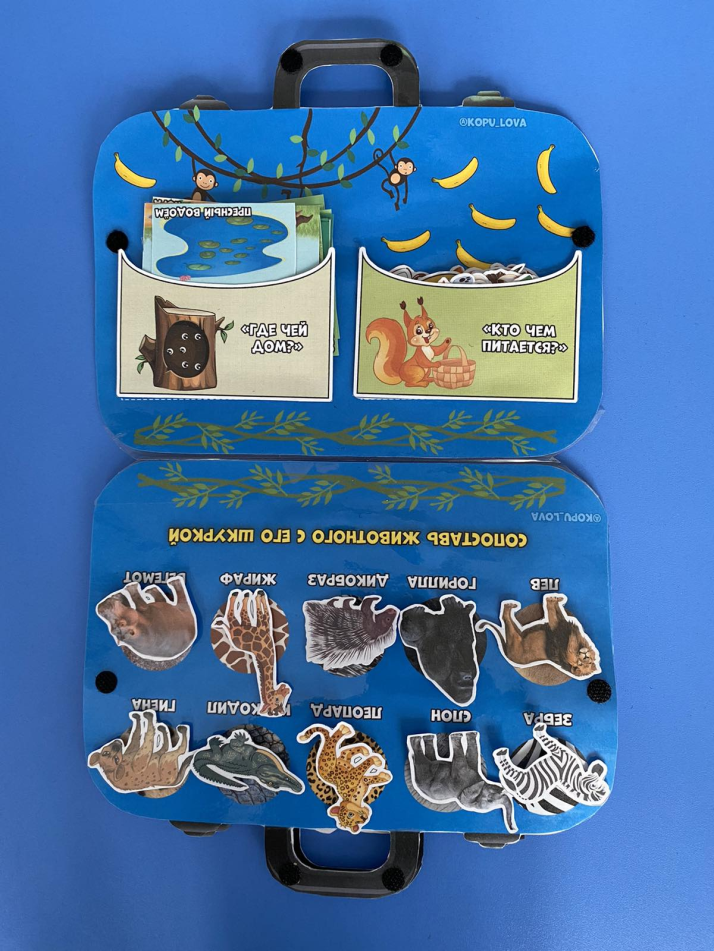 @KOPU_LOVA
ПРЕСНЫЙ ВОДОЕМ
«ГДЕ ЧЕЙ
ДОМ?»
«КТО ЧЕМ
ПИТАЕТСЯ?»
@KOPU_LOVA
СОПОСТАВЬ ЖИВОТНОГО С ЕГО ШКУРКОЙ
ЛЕВ ГОРИЛЛА ДИКОБРАЗ ЖИРАФ БЕГЕМОТ
ЗЕБРА СЛОН ЛЕОПАРД ГИЕНА